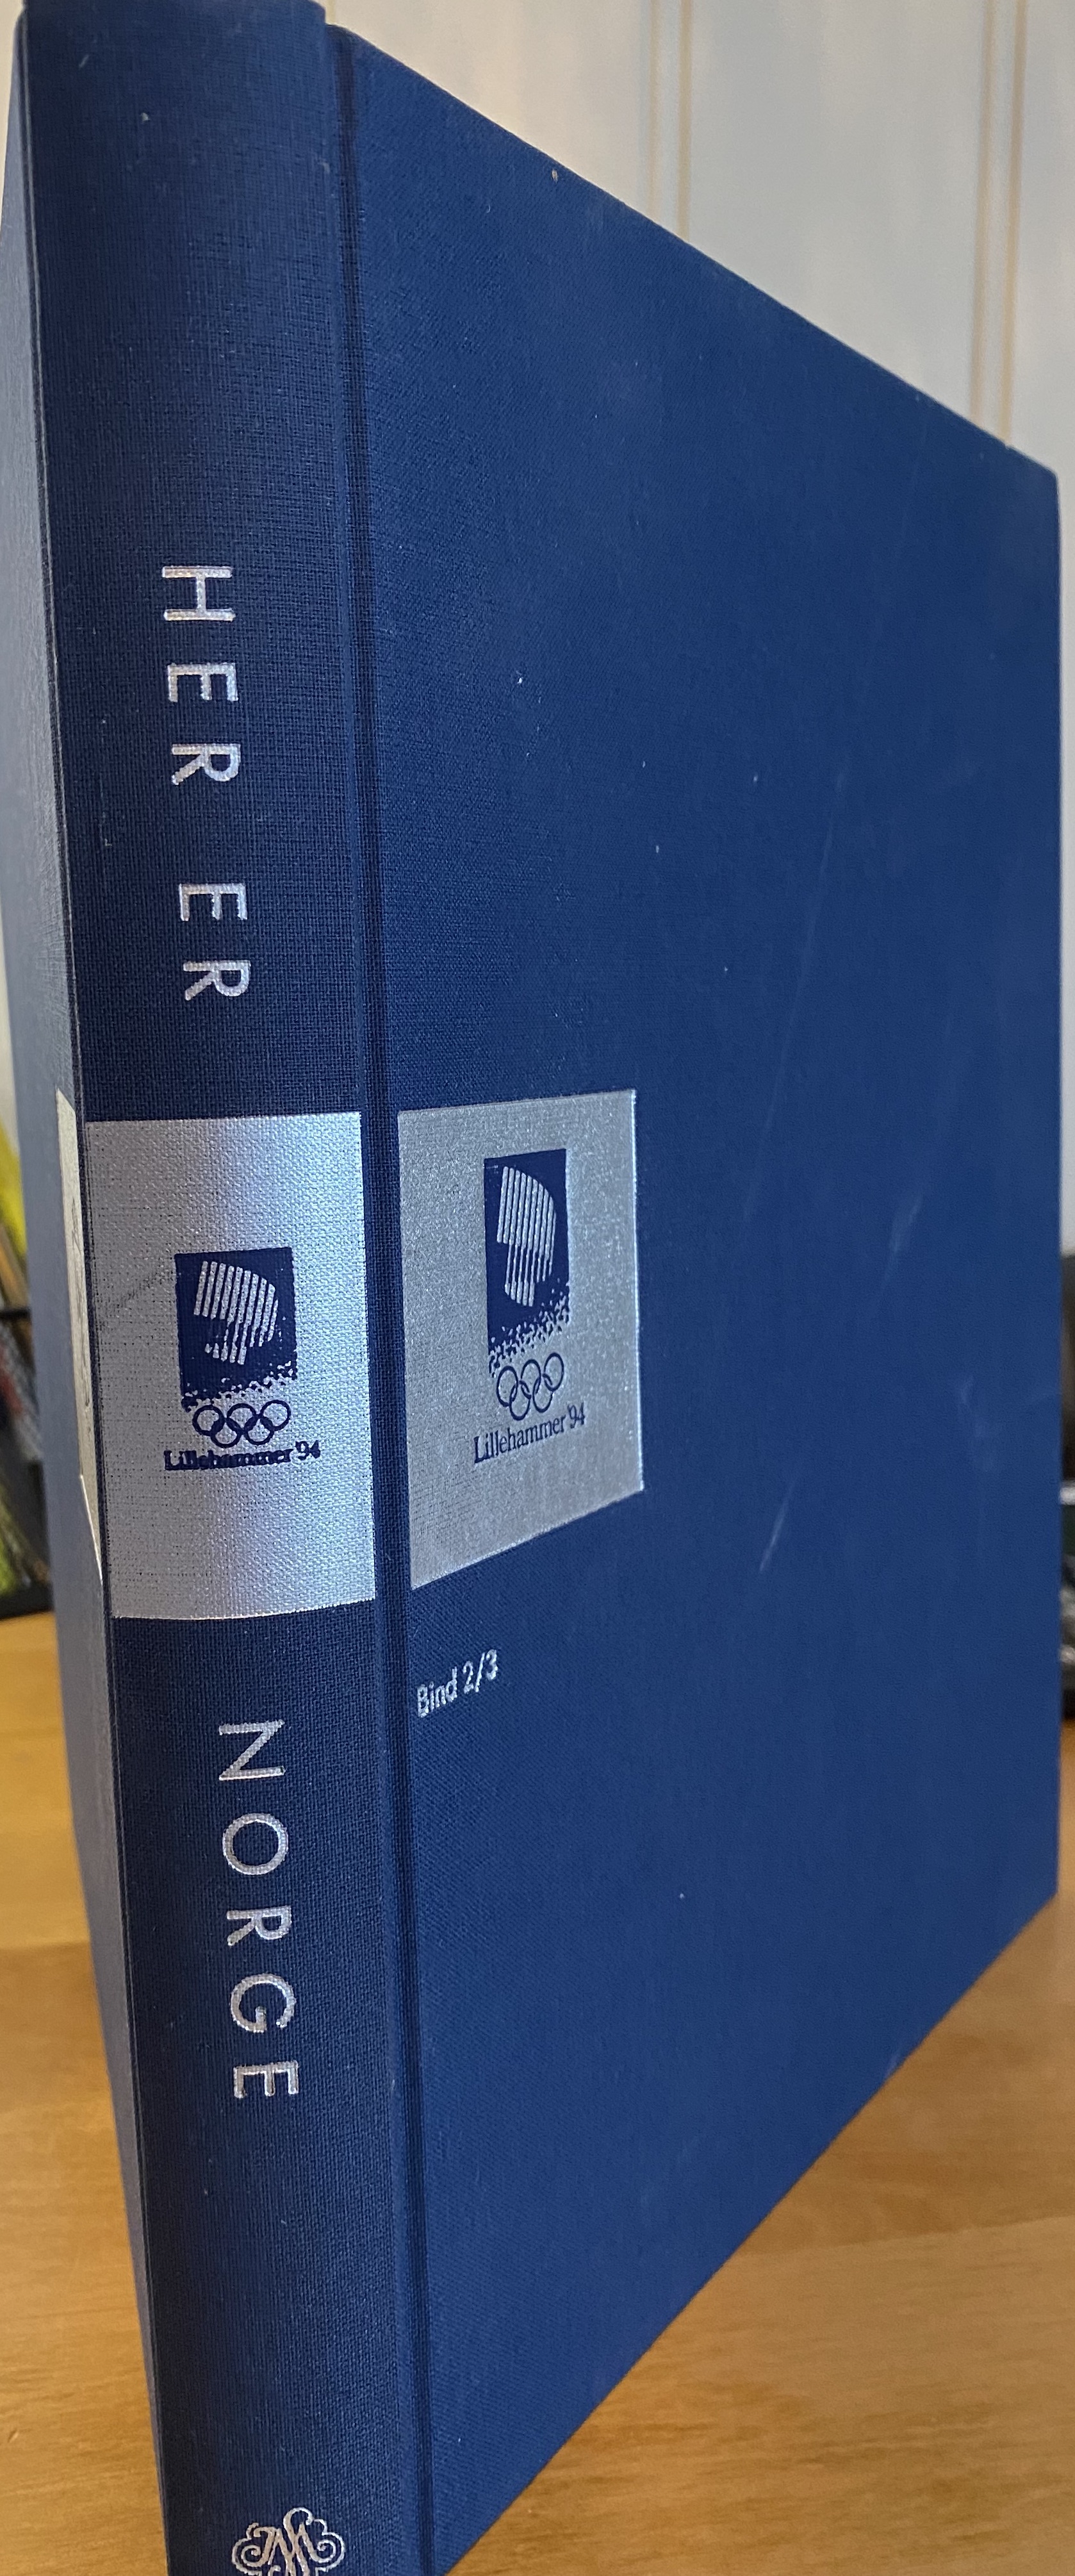 HER ER
Lillehammer '94
NORGE
Lillehammer '94
Bind 2/3